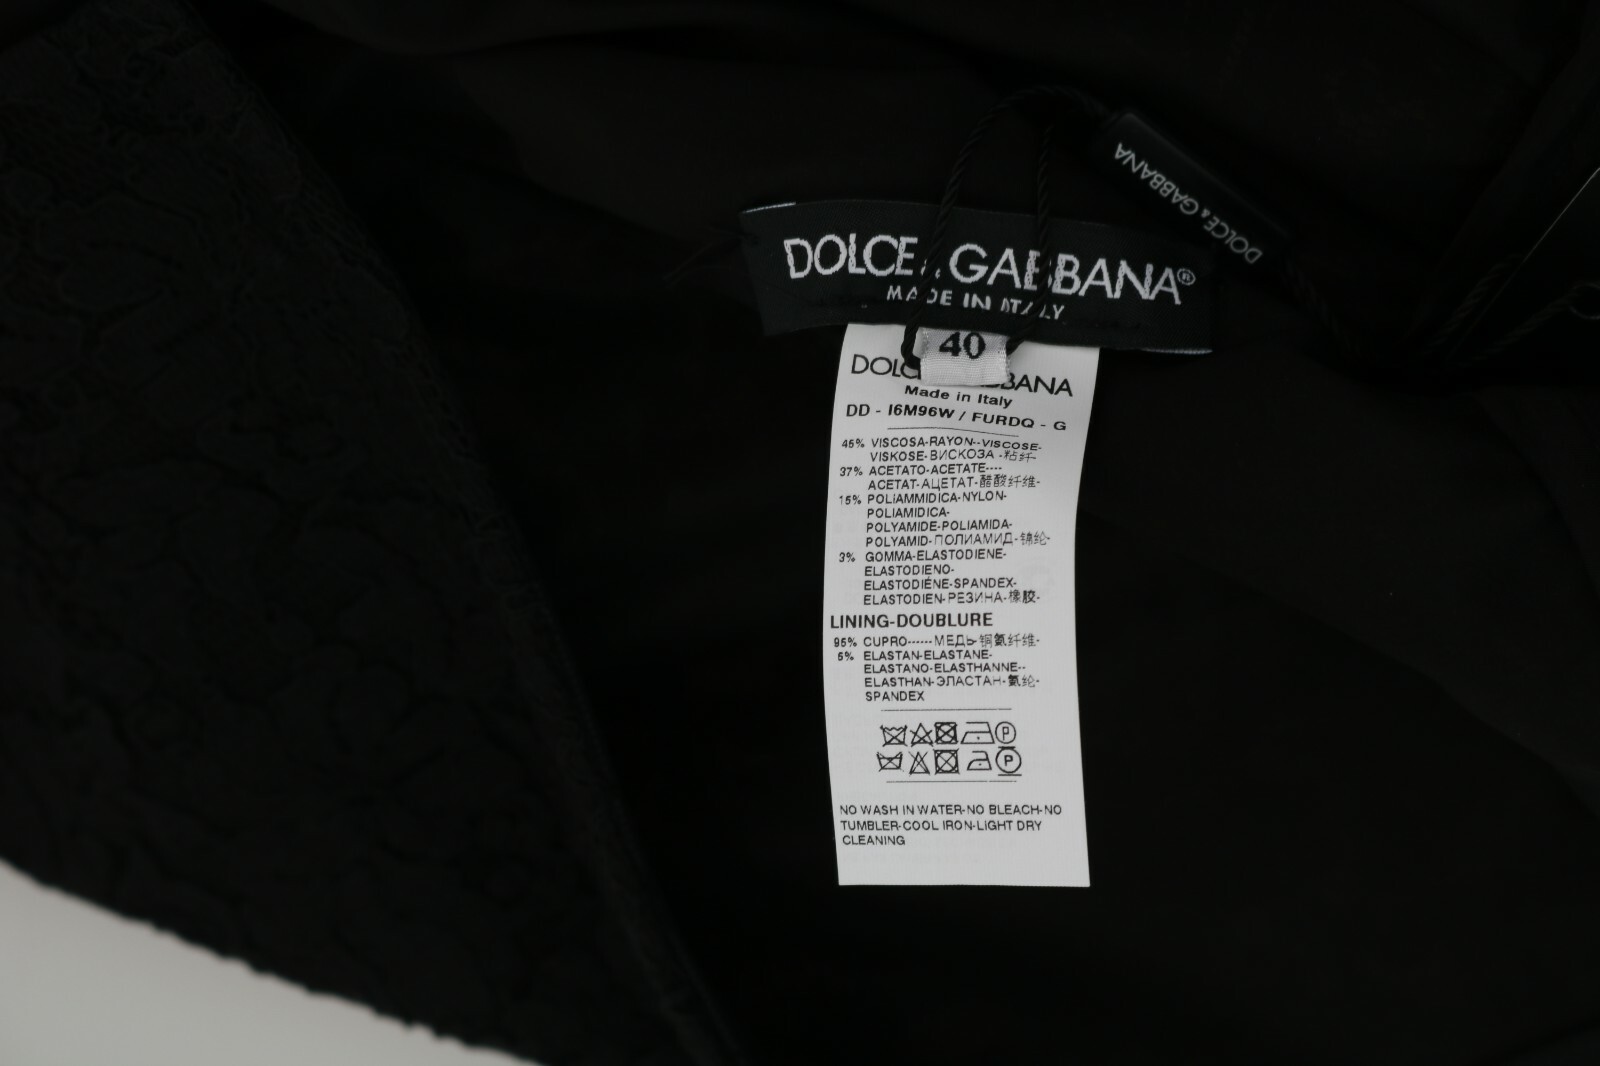 DOLCE & GABBANA
DOLCE & GABBANA®
MADE IN ITALY
40
DOLC BANA
Made in Italy
DD - I6M96W / FURDQ - G
45% VISCOSA-RAYON--VISCOSE-
VISKOSE-ВИСКОЗА -粘纤-
37% ACETATO-ACETATE----
ACETAT-АЦЕТАТ-醋酸纤维-
15% POLIAMMIDICA-NYLON-
POLIAMIDICA-
POLYAMIDE-POLIAMIDA-
POLYAMID-ПОЛИАМИД-锦纶-
3% GOMMA-ELASTODIENE-
ELASTODIENO-
ELASTODIÉNE-SPANDEX-
ELASTODIEN-РЕЗИНА-橡胶-
LINING-DOUBLURE
95% CUPRO------МЕДЬ-铜氨纤维-
5% ELASTAN-ELASTANE-
ELASTANO-ELASTHANNE--
ELASTHAN-ЭЛАСТАН-氨纶-
SPANDEX
P
P
NO WASH IN WATER-NO BLEACH-NO
TUMBLER-COOL IRON-LIGHT DRY
CLEANING